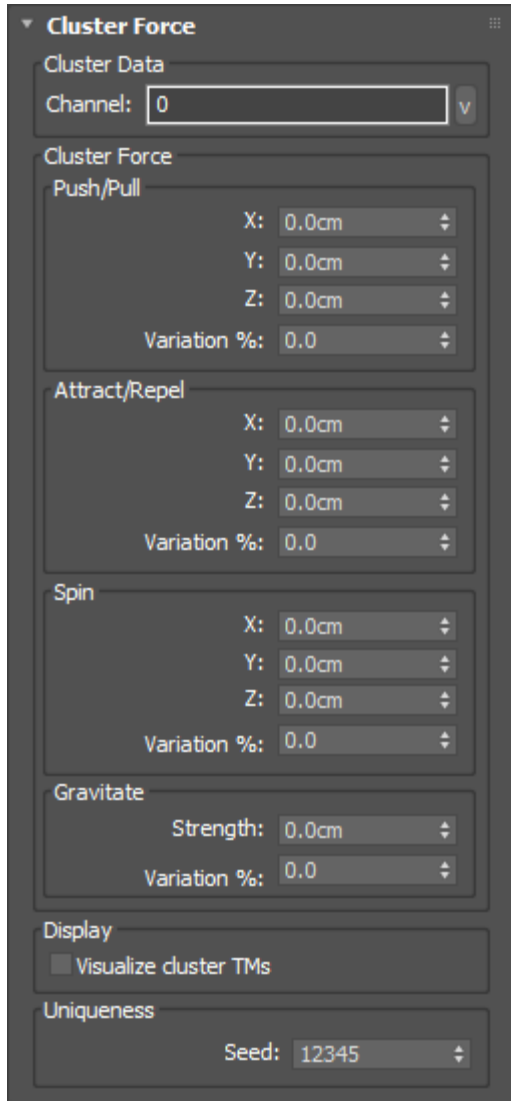 Cluster Force
Cluster Data
Channel: 0 v
Cluster Force
Push/Pull
X: 0.0cm
Y: 0.0cm
Z: 0.0cm
Variation %: 0.0
Attract/Repel
X: 0.0cm
Y: 0.0cm
Z: 0.0cm
Variation %: 0.0
Spin
X: 0.0cm
Y: 0.0cm
Z: 0.0cm
Variation %: 0.0
Gravitate
Strength: 0.0cm
Variation %: 0.0
Display
Visualize cluster TMs
Uniqueness
Seed: 12345